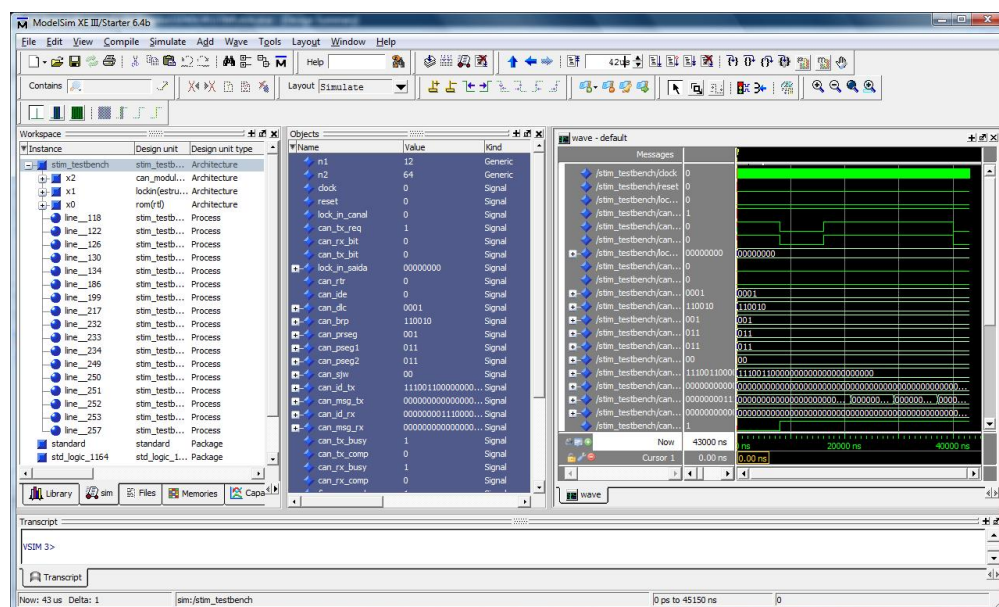 ModelSim XE III/Starter 6.4b
File Edit View Compile Simulate Add Wave Tools Layout Window Help
Help
42us
Contains
Layout Simulate
Workspace
Instance Design unit Design unit type
stim_testbench stim_testb... Architecture
x2 can_modul... Architecture
x1 lockin(estru... Architecture
x0 rom(rtl) Architecture
line__118 stim_testb... Process
line__122 stim_testb... Process
line__126 stim_testb... Process
line__130 stim_testb... Process
line__134 stim_testb... Process
line__186 stim_testb... Process
line__199 stim_testb... Process
line__217 stim_testb... Process
line__232 stim_testb... Process
line__233 stim_testb... Process
line__234 stim_testb... Process
line__249 stim_testb... Process
line__250 stim_testb... Process
line__251 stim_testb... Process
line__252 stim_testb... Process
line__253 stim_testb... Process
line__257 stim_testb... Process
standard standard Package
std_logic_1164 std_logic_1... Package
Library sim Files Memories Capa
Objects
Name Value Kind
n1 12 Generic
n2 64 Generic
clock 0 Signal
reset 0 Signal
lock_in_canal 0 Signal
can_tx_req 1 Signal
can_rx_bit 0 Signal
can_tx_bit 0 Signal
lock_in_saida 00000000 Signal
can_rtr 0 Signal
can_ide 0 Signal
can_dlc 0001 Signal
can_brp 110010 Signal
can_prseg 001 Signal
can_pseg1 011 Signal
can_pseg2 011 Signal
can_sjw 00 Signal
can_id_tx 111001100000000... Signal
can_msg_tx 000000000000000... Signal
can_id_rx 000000001110000... Signal
can_msg_rx 000000000000000... Signal
can_tx_busy 1 Signal
can_tx_comp 0 Signal
can_rx_busy 1 Signal
can_rx_comp 0 Signal
wave - default
Messages
/stim_testbench/clock 0
/stim_testbench/reset 0
/stim_testbench/loc... 0
/stim_testbench/can... 1
/stim_testbench/can... 0
/stim_testbench/can... 0
/stim_testbench/loc... 00000000 00000000
/stim_testbench/can... 0
/stim_testbench/can... 0
/stim_testbench/can... 0001 0001
/stim_testbench/can... 110010 110010
/stim_testbench/can... 001 001
/stim_testbench/can... 011 011
/stim_testbench/can... 011 011
/stim_testbench/can... 00 00
/stim_testbench/can... 11100110000
/stim_testbench/can...
/stim_testbench/can...
/stim_testbench/can...
/stim_testbench/can... 1
Now 43000 ns ns 20000 ns 40000 ns
Cursor 1 0.00 ns 0.00 ns
wave
Transcript
VSIM 3>
Transcript
Now: 43 us Delta: 1 sim:/stim_testbench 0 ps to 45150 ns 0